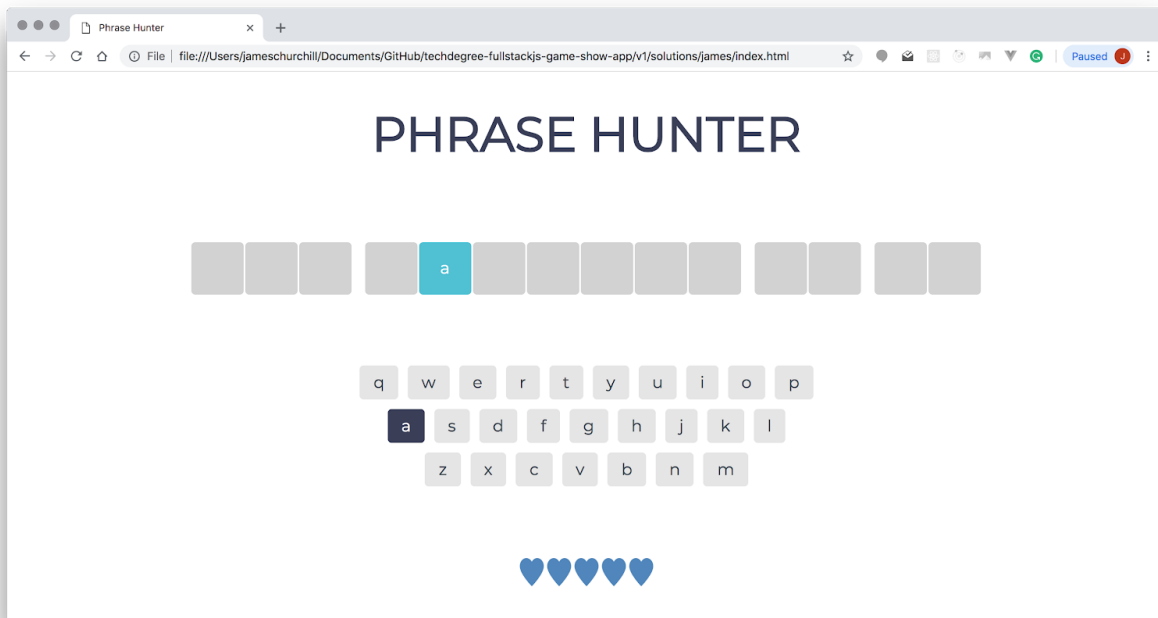 Phrase Hunter
File file:///Users/jameschurchill/Documents/GitHub/techdegree-fullstackjs-game-show-app/v1/solutions/james/index.html Paused J
PHRASE HUNTER
a
q w e r t y u i o p
a s d f g h j k l
z x c v b n m